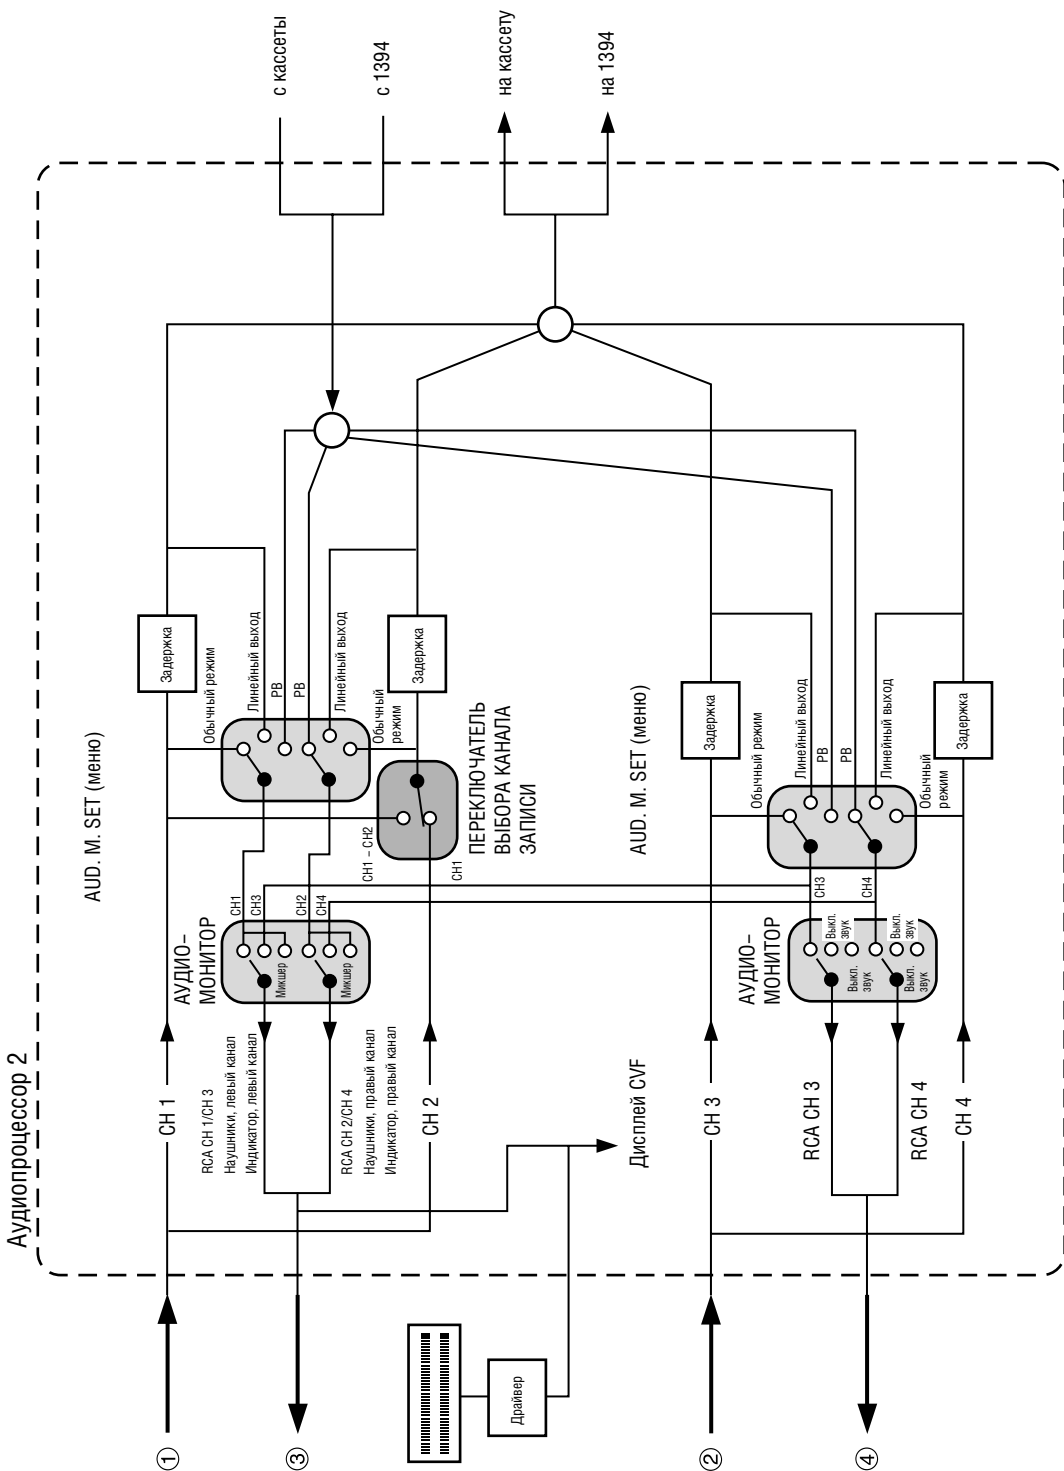 Аудиопроцессор 2
с кассеты
с 1394
на кассету
на 1394
AUD. M. SET (меню)
Задержка
Обычный режим
Линейный выход
PB
PB
Линейный выход
Обычный
режим
Задержка
ПЕРЕКЛЮЧАТЕЛЬ
ВЫБОРА КАНАЛА
ЗАПИСИ
CH1 – CH2
CH1
АУДИО–
МОНИТОР
CH1
CH3
CH2
CH4
Микшер
Микшер
CH 1
RCA CH 1/CH 3
Наушники, левый канал
Индикатор, левый канал
RCA CH 2/CH 4
Наушники, правый канал
Индикатор, правый канал
CH 2
Дисплей CVF
Драйвер
AUD. M. SET (меню)
Задержка
Обычный режим
Линейный выход
PB
PB
Линейный выход
Обычный
режим
Задержка
CH3
CH4
АУДИО–
МОНИТОР
Выкл.
звук
Выкл.
звук
Выкл.
звук
Выкл.
звук
CH 3
RCA CH 3
RCA CH 4
CH 4
①
③
②
④